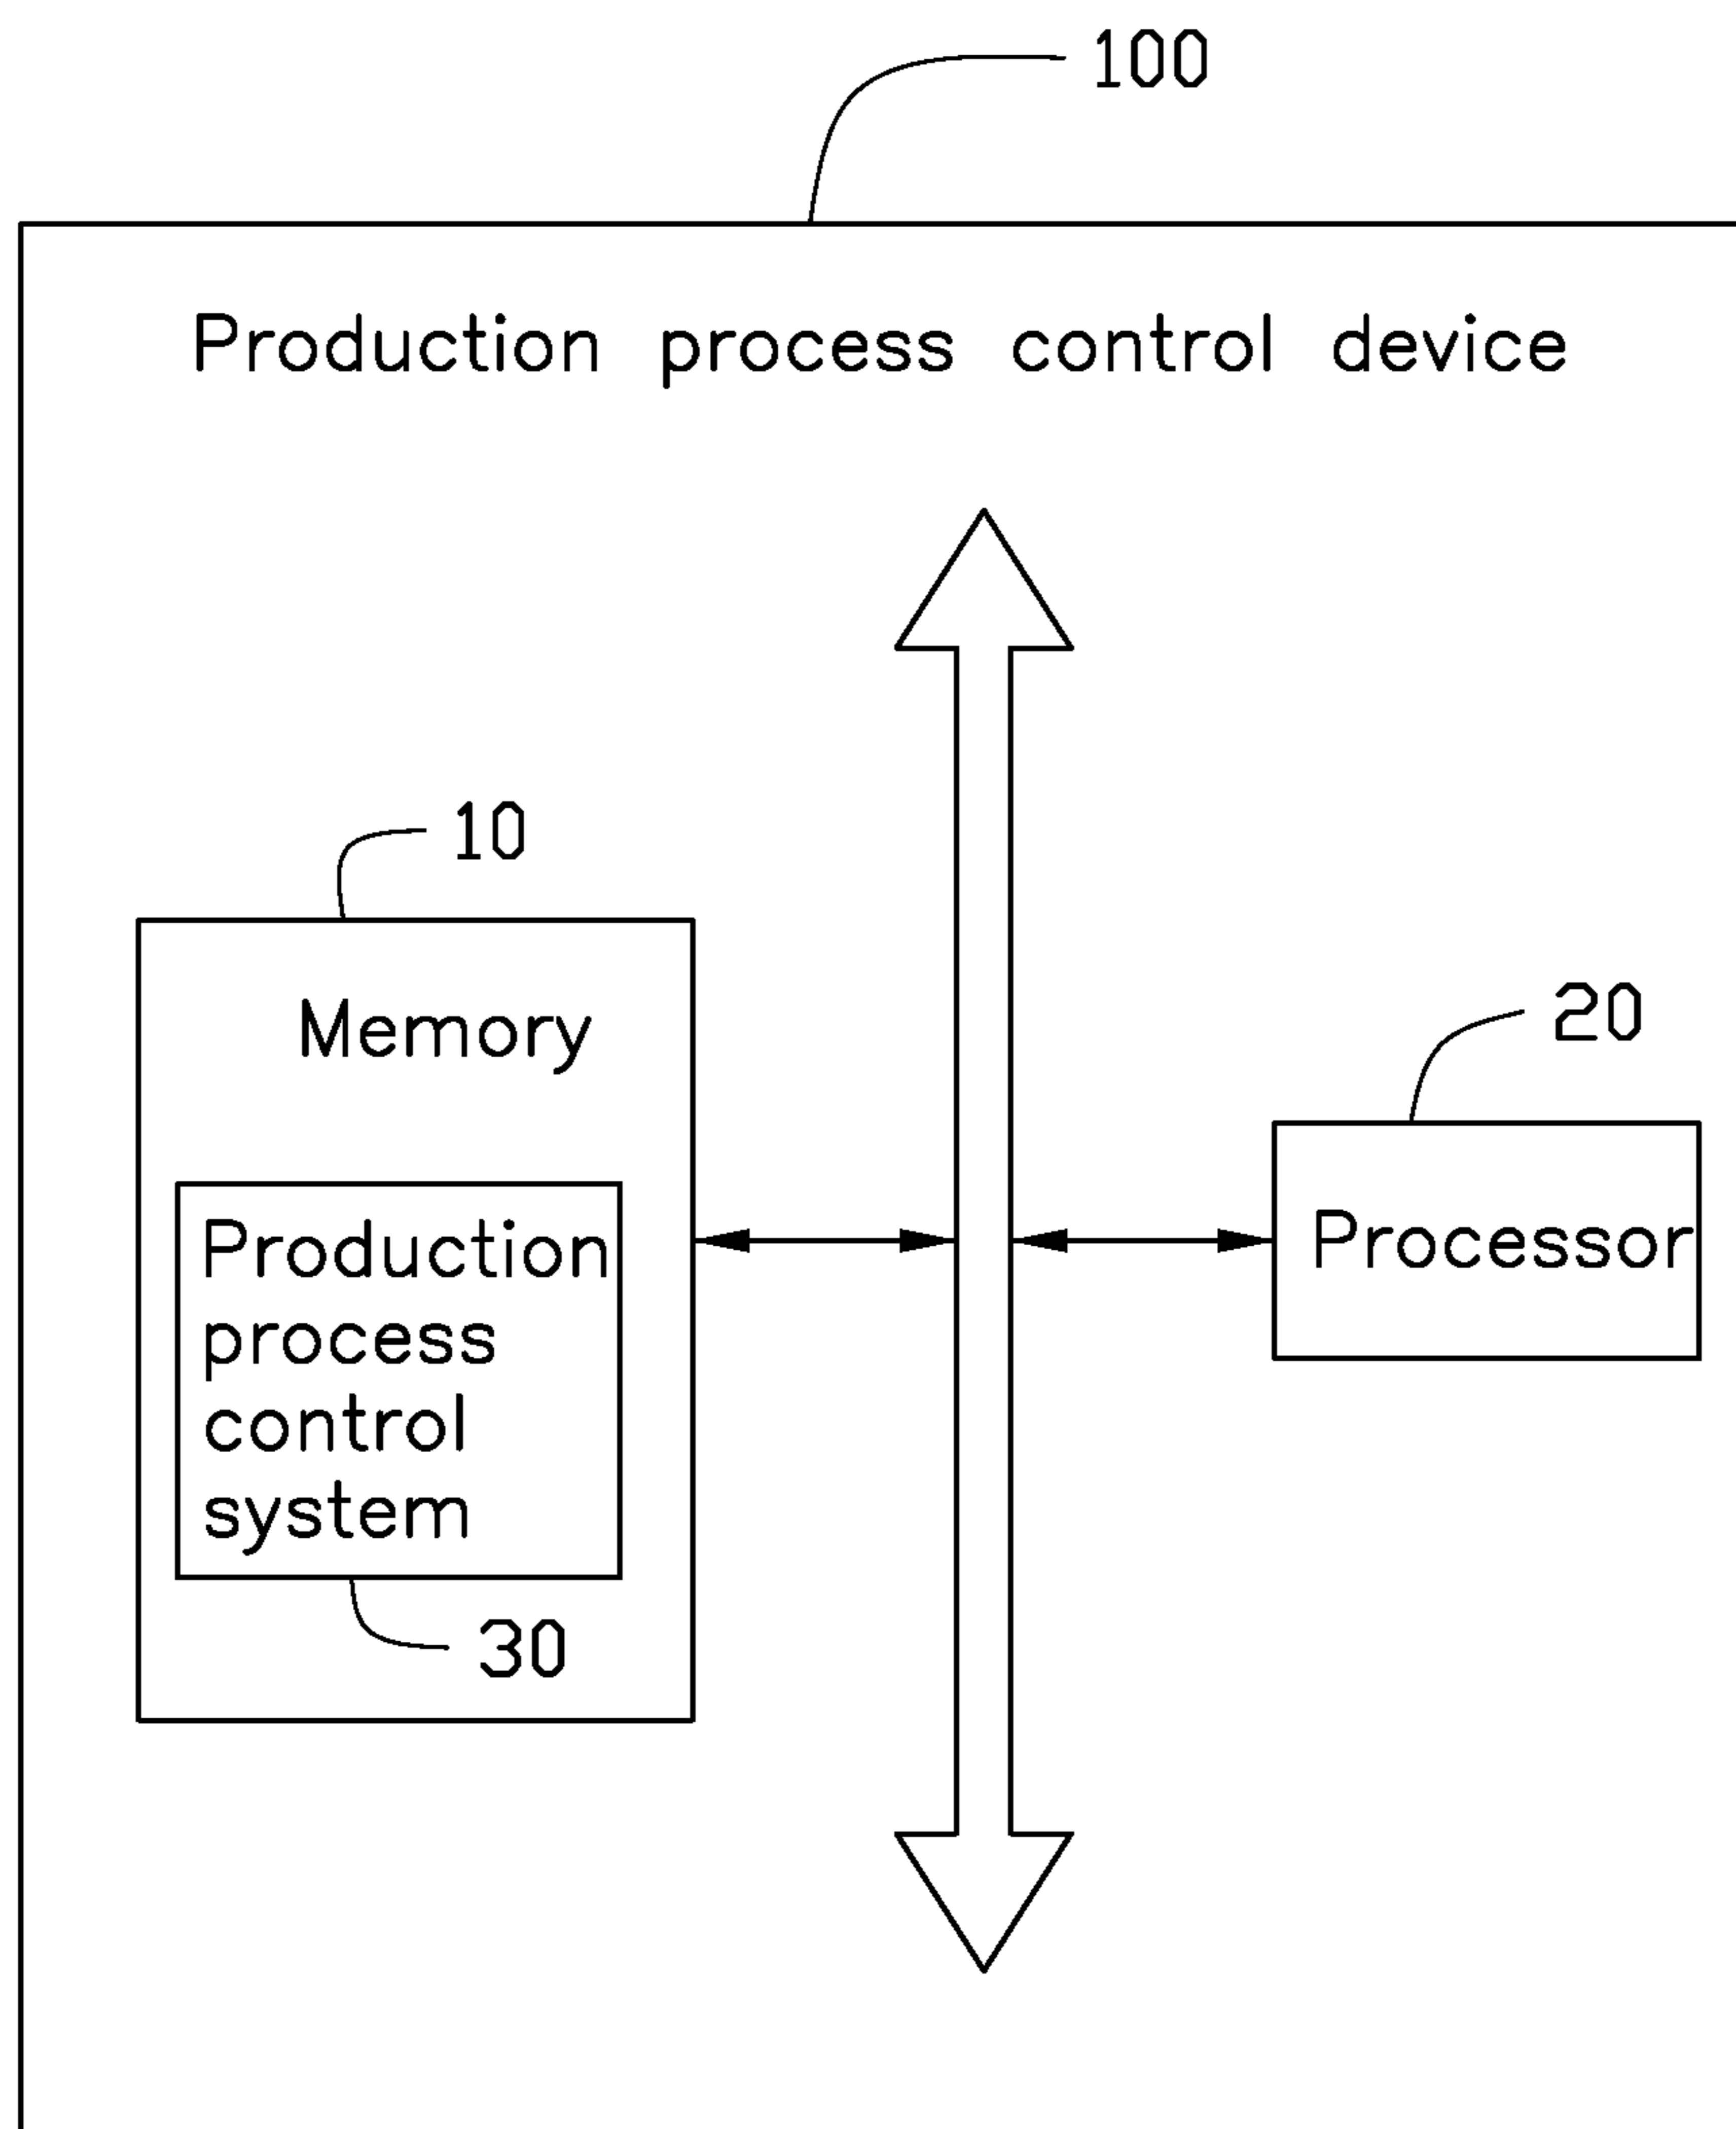 100
Production process control device
10
Memory
20
Production
process
control
system
Processor
30